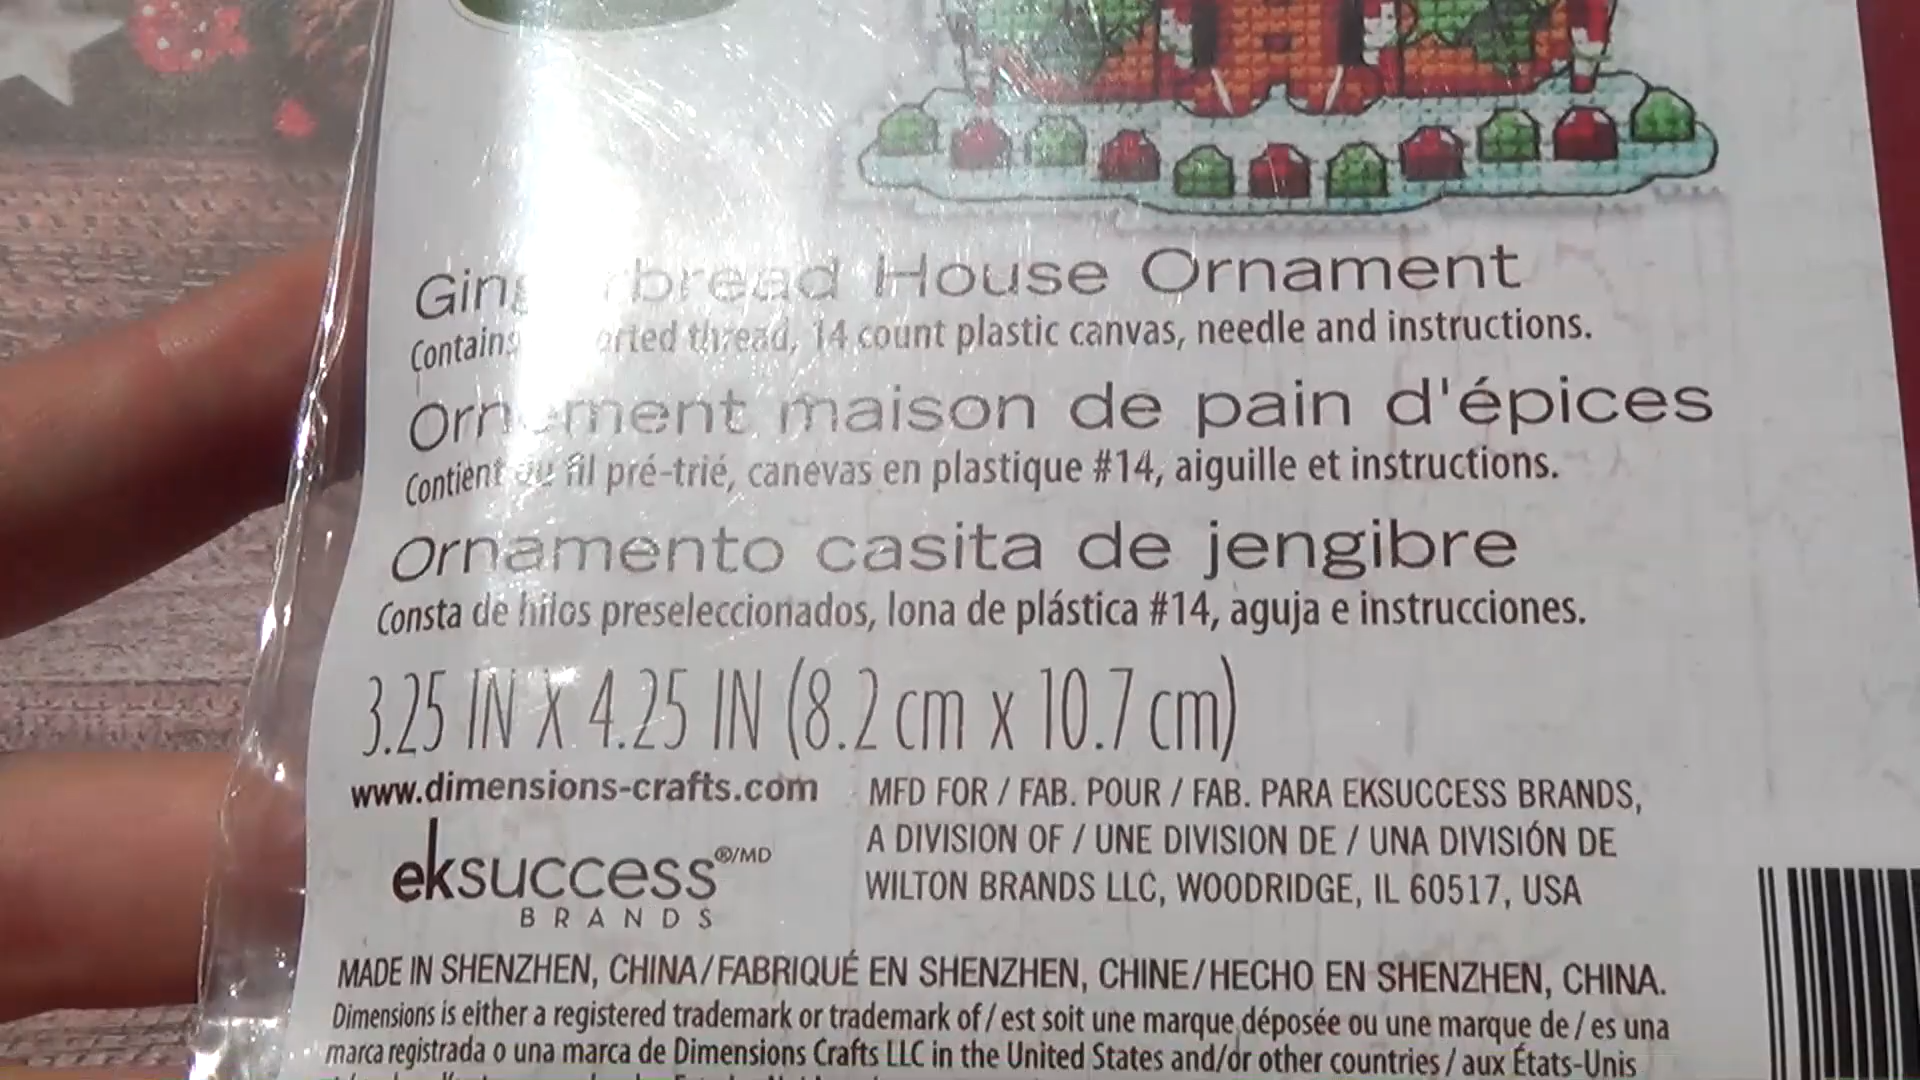 House Ornament
thread, 14 count plastic canvas, needle and instructions.
maison de pain d'épices
Contient fil pré-trié, canevas en plastique #14, aiguille et instructions.
Ornamento casita de jengibre
Consta de hilos preseleccionados, lona de plástica #14, aguja e instrucciones.
3.25 IN X 4.25 IN (8.2 cm x 10.7 cm)
www.dimensions-crafts.com
eksuccess®/MD
BRANDS
MFD FOR / FAB. POUR / FAB. PARA EKSUCCESS BRANDS,
A DIVISION OF / UNE DIVISION DE / UNA DIVISIÓN DE
WILTON BRANDS LLC, WOODRIDGE, IL 60517, USA
MADE IN SHENZHEN, CHINA/FABRIQUÉ EN SHENZHEN, CHINE/HECHO EN SHENZHEN, CHINA.
Dimensions is either a registered trademark or trademark of / est soit une marque déposée ou une marque de / es una
marca registrada o una marca de Dimensions Crafts LLC in the United States and/or other countries / aux États-Unis